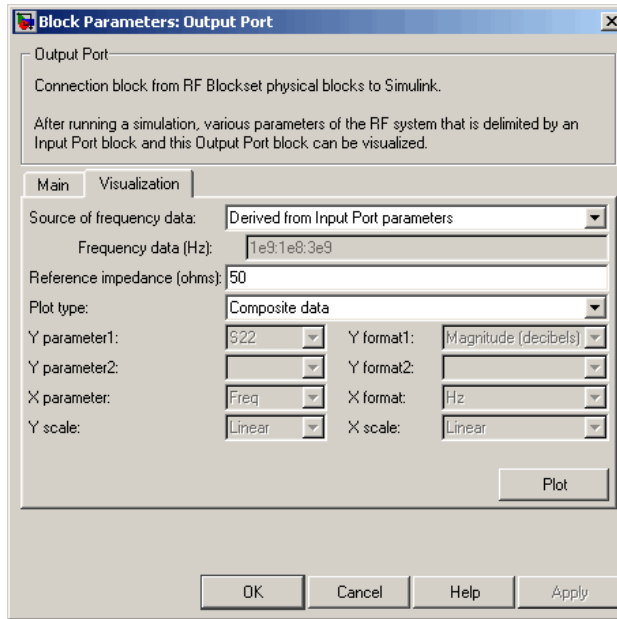 Block Parameters: Output Port
Output Port
Connection block from RF Blockset physical blocks to Simulink.
After running a simulation, various parameters of the RF system that is delimited by an
Input Port block and this Output Port block can be visualized.
Main Visualization
Source of frequency data: Derived from Input Port parameters
Frequency data (Hz): 1e9:1e8:3e9
Reference impedance (ohms): 50
Plot type: Composite data
Y parameter1: S22 Y format1: Magnitude (decibels)
Y parameter2: Y format2:
X parameter: Freq X format: Hz
Y scale: Linear X scale: Linear
Plot
OK Cancel Help Apply